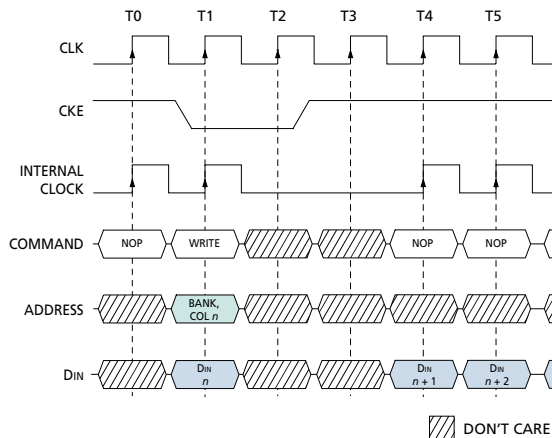 T0 T1 T2 T3 T4 T5
CLK
CKE
INTERNAL
CLOCK
COMMAND NOP WRITE NOP NOP
ADDRESS BANK,
COL n
DIN DIN
n DIN
n + 1 DIN
n + 2
DON'T CARE